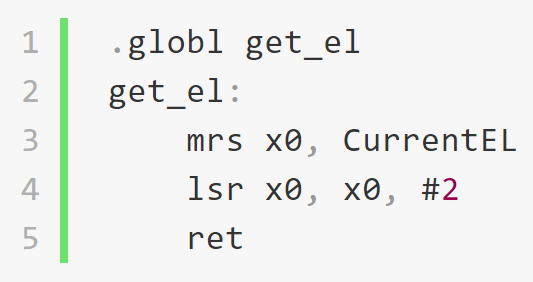 1 .globl get_el
2 get_el:
3     mrs x0, CurrentEL
4     lsr x0, x0, #2
5     ret